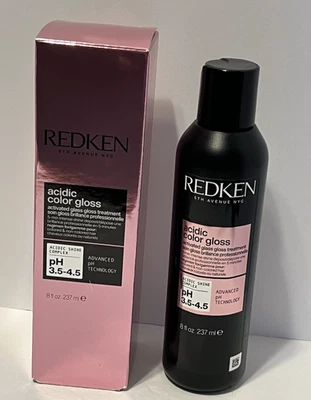 REDKEN
5TH AVENUE NYC
acidic
color gloss
activated glass gloss treatment
soin gloss brillance professionnelle
ACIDIC SHINE
COMPLEX
pH
3.5-4.5
ADVANCED
pH
TECHNOLOGY
8 fl oz. 237 ml ℮
REDKEN
5TH AVENUE NYC
acidic
color gloss
activated glass gloss treatment
soin gloss brillance professionnelle
ACIDIC SHINE
COMPLEX
pH
3.5-4.5
ADVANCED
pH
TECHNOLOGY
8 fl oz. 237 ml ℮